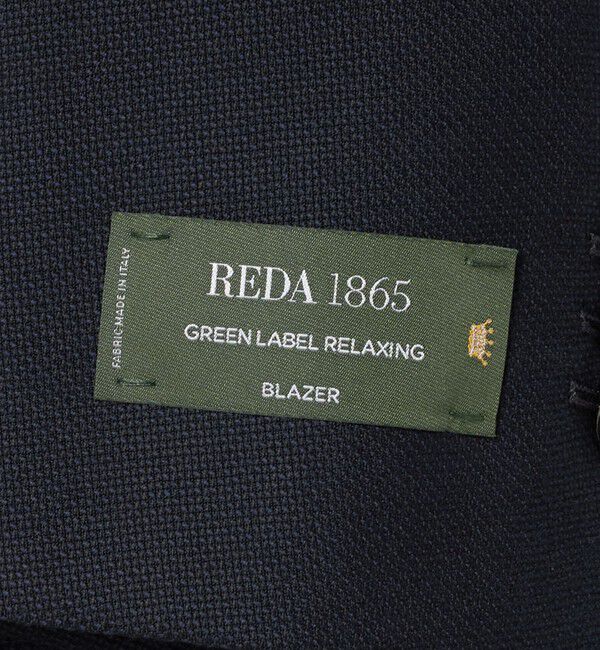 REDA 1865
GREEN LABEL RELAXING
BLAZER
FABRIC MADE IN ITALY